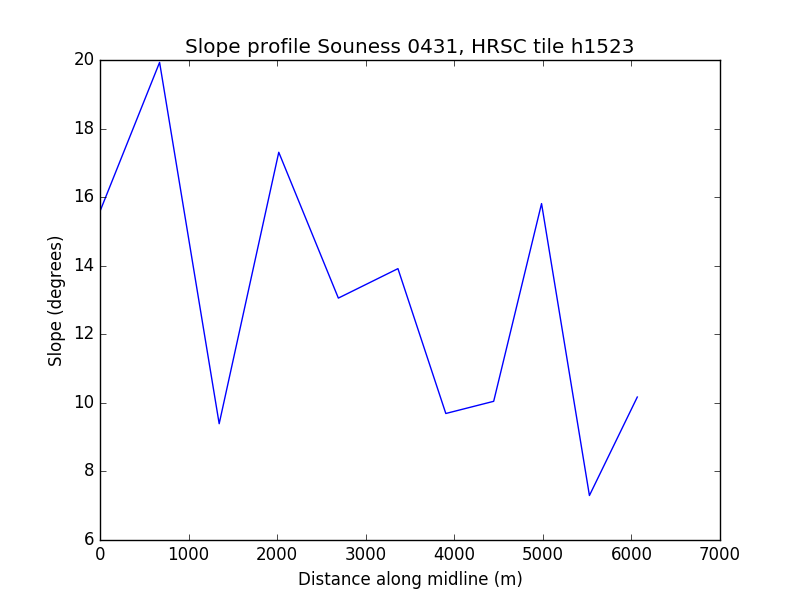 Slope profile Souness 0431, HRSC tile h1523
20
18
16
14
12
10
8
6
Slope (degrees)
0 1000 2000 3000 4000 5000 6000 7000
Distance along midline (m)